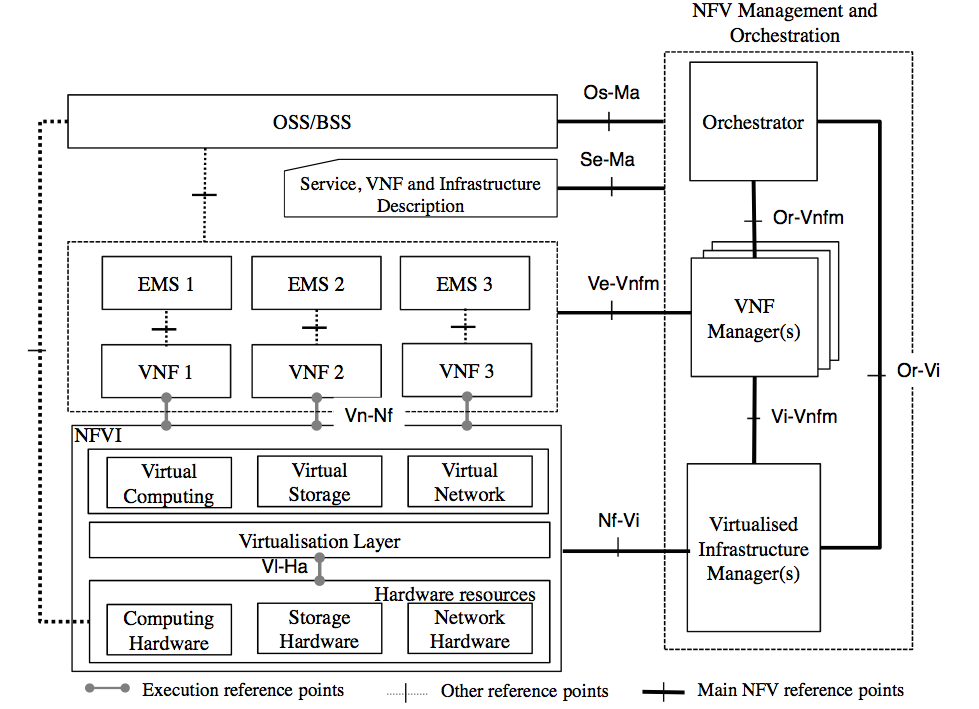 NFV Management and
Orchestration
Os-Ma
OSS/BSS
Orchestrator
Se-Ma
Service, VNF and Infrastructure
Description
Or-Vnfm
EMS 1
EMS 2
EMS 3
Ve-Vnfm
VNF
Manager(s)
VNF 1
VNF 2
VNF 3
Or-Vi
Vn-Nf
Vi-Vnfm
NFVI
Virtual
Computing
Virtual
Storage
Virtual
Network
Nf-Vi
Virtualised
Infrastructure
Manager(s)
Virtualisation Layer
Vl-Ha
Hardware resources
Computing
Hardware
Storage
Hardware
Network
Hardware
Execution reference points
Other reference points
Main NFV reference points